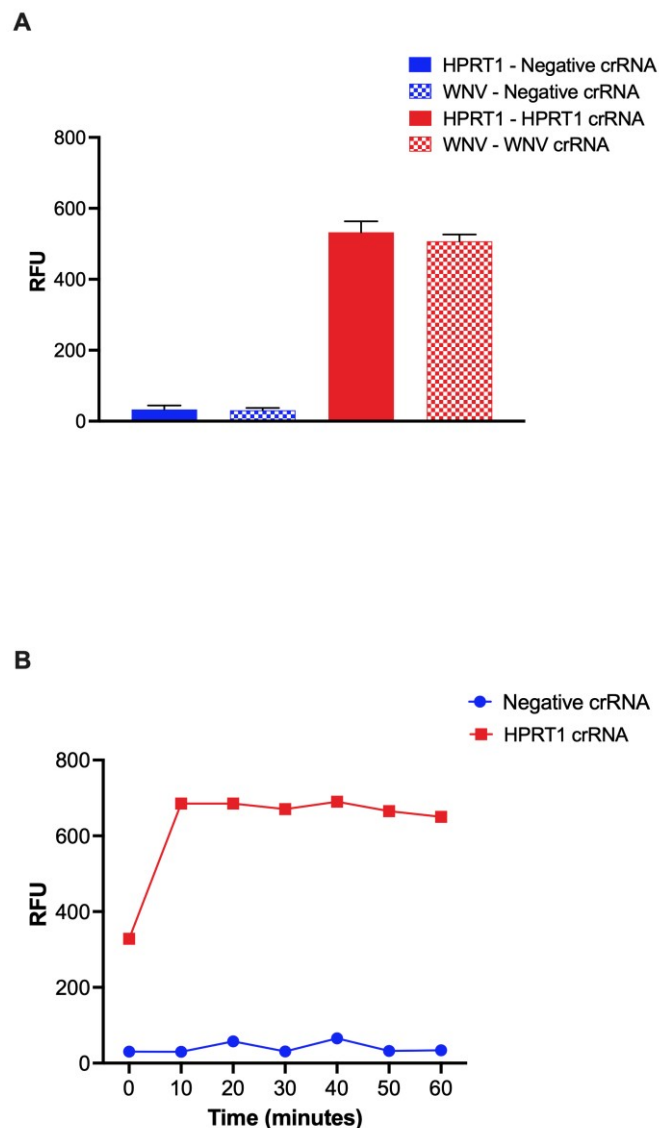 A
HPRT1 - Negative crRNA
WNV - Negative crRNA
HPRT1 - HPRT1 crRNA
WNV - WNV crRNA
800
600
400
200
0
RFU
B
Negative crRNA
HPRT1 crRNA
800
600
400
200
0
RFU
0 10 20 30 40 50 60
Time (minutes)